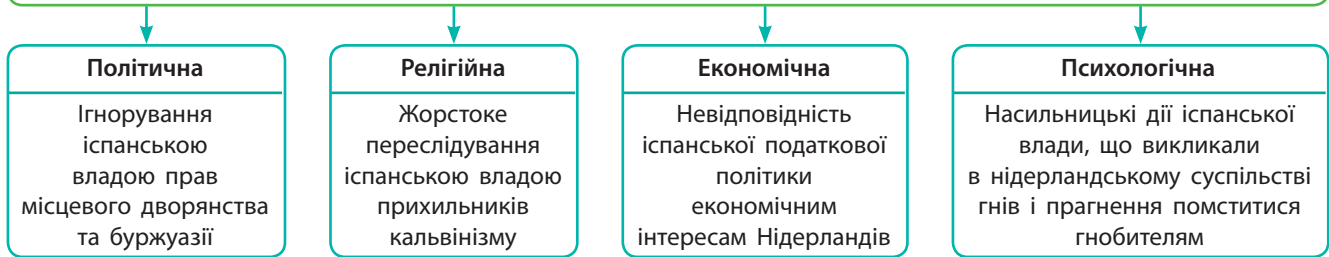 Політична
Ігнорування
іспанською
владою прав
місцевого дворянства
та буржуазії
Релігійна
Жорстоке
переслідування
іспанською владою
прихильників
кальвінізму
Економічна
Невідповідність
іспанської податкової
політики
економічним
інтересам Нідерландів
Психологічна
Насильницькі дії іспанської
влади, що викликали
в нідерландському суспільстві
гнів і прагнення помститися
гнобителям